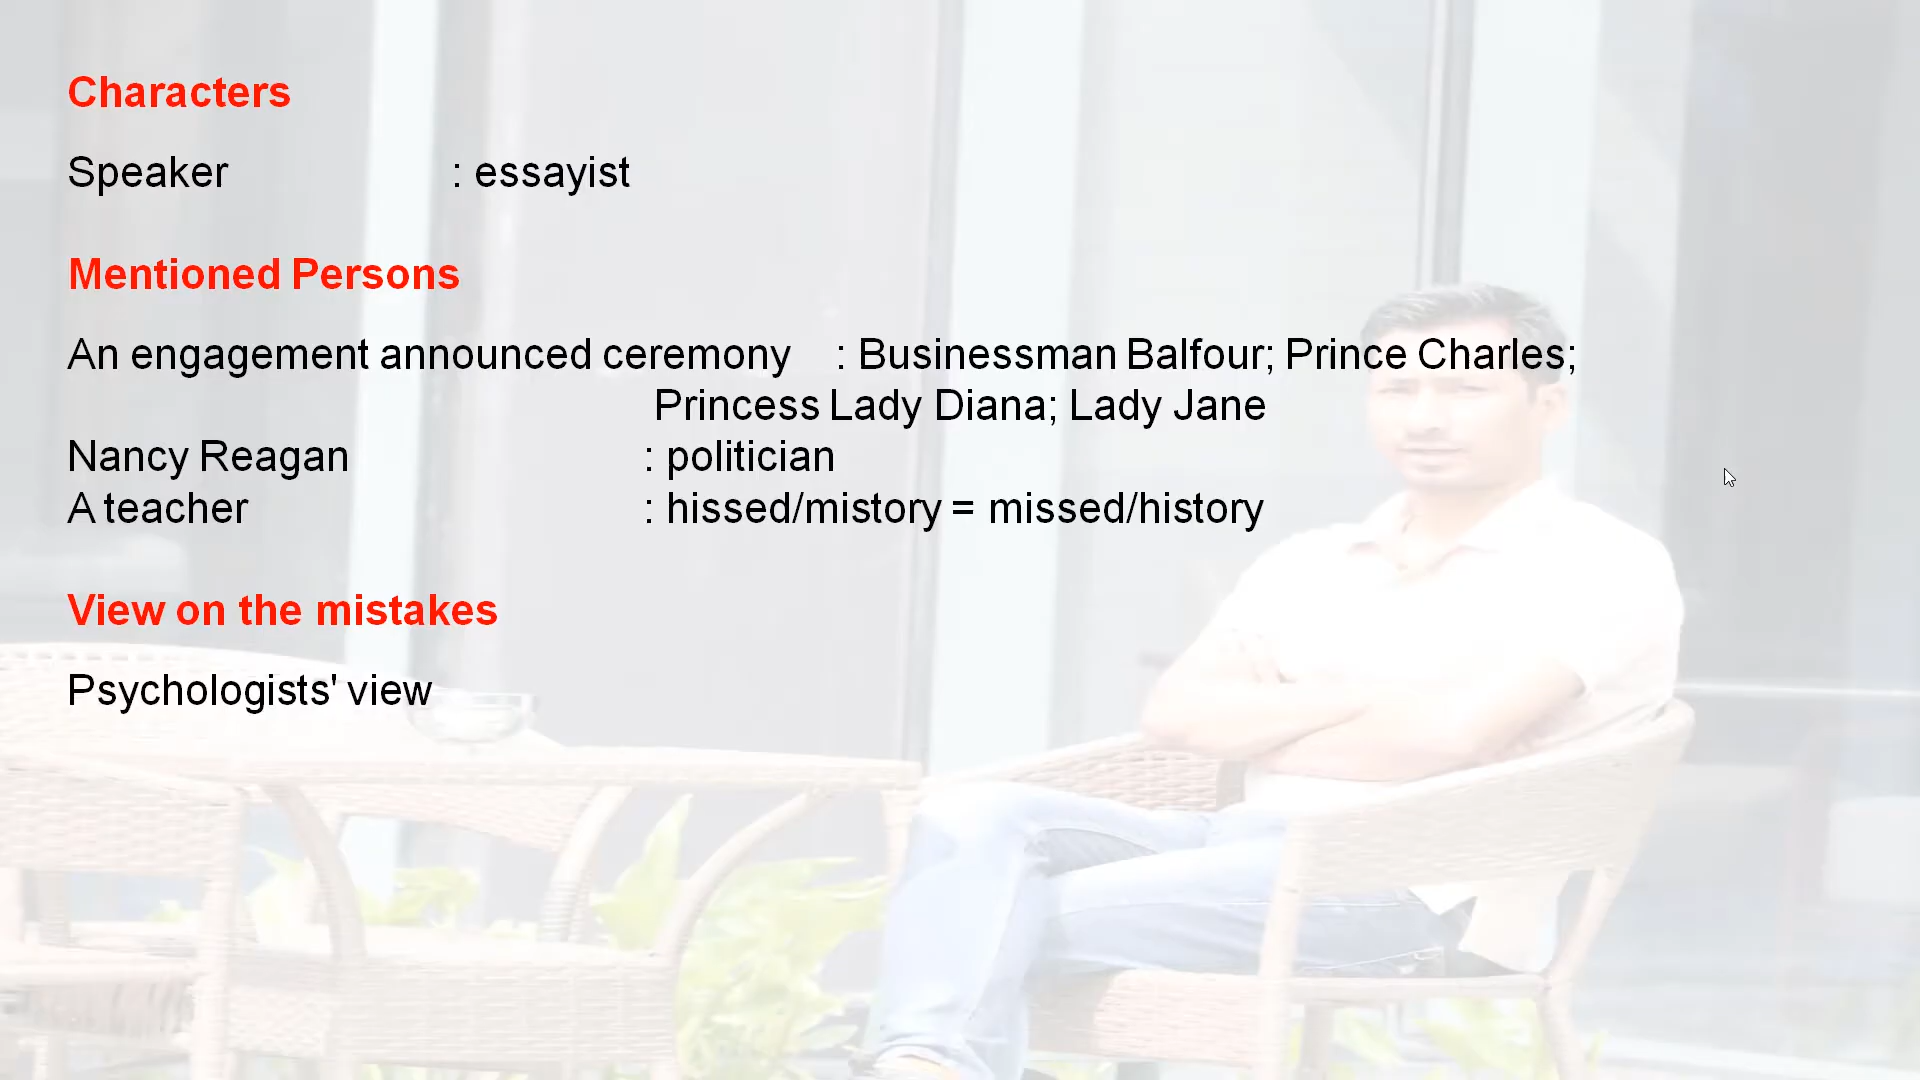 Characters
Speaker : essayist
Mentioned Persons
An engagement announced ceremony : Businessman Balfour; Prince Charles;
Princess Lady Diana; Lady Jane
Nancy Reagan : politician
A teacher : hissed/mistory = missed/history
View on the mistakes
Psychologists' view